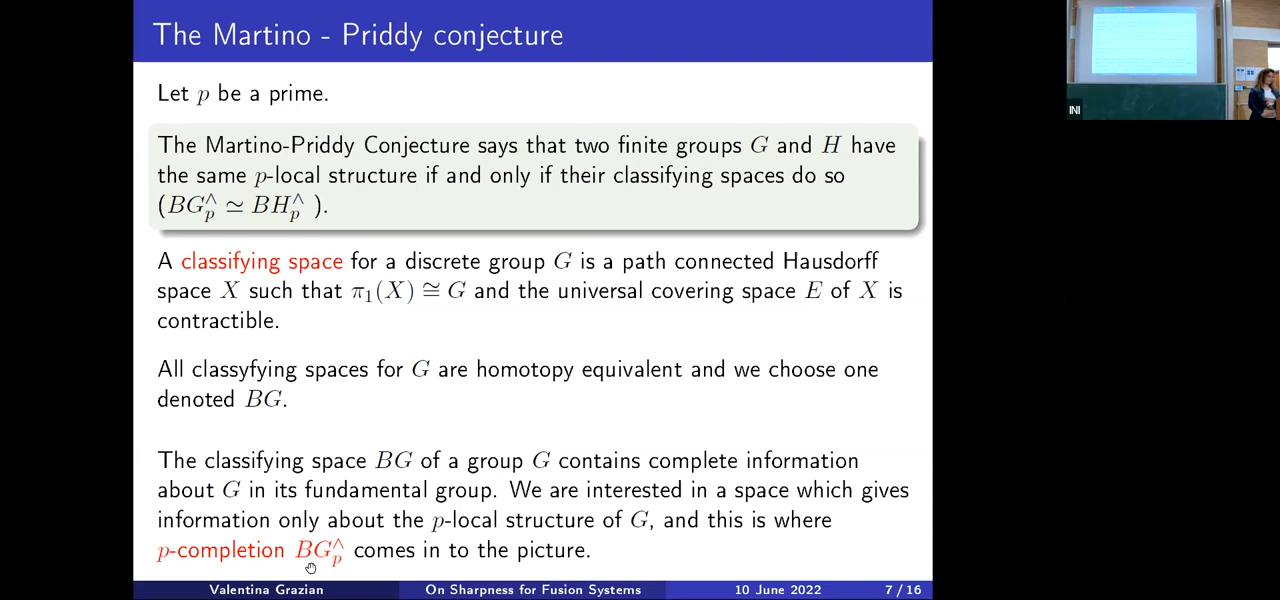 The Martino - Priddy conjecture
Let p be a prime.
The Martino-Priddy Conjecture says that two finite groups G and H have
the same p-local structure if and only if their classifying spaces do so
(BG_p^∧ ≃ BH_p^∧ ).
A classifying space for a discrete group G is a path connected Hausdorff
space X such that π₁(X) ≅ G and the universal covering space E of X is
contractible.
All classyfying spaces for G are homotopy equivalent and we choose one
denoted BG.
The classifying space BG of a group G contains complete information
about G in its fundamental group. We are interested in a space which gives
information only about the p-local structure of G, and this is where
p-completion BG_p^∧ comes in to the picture.
Valentina Grazian On Sharpness for Fusion Systems 10 June 2022 7 / 16
INI